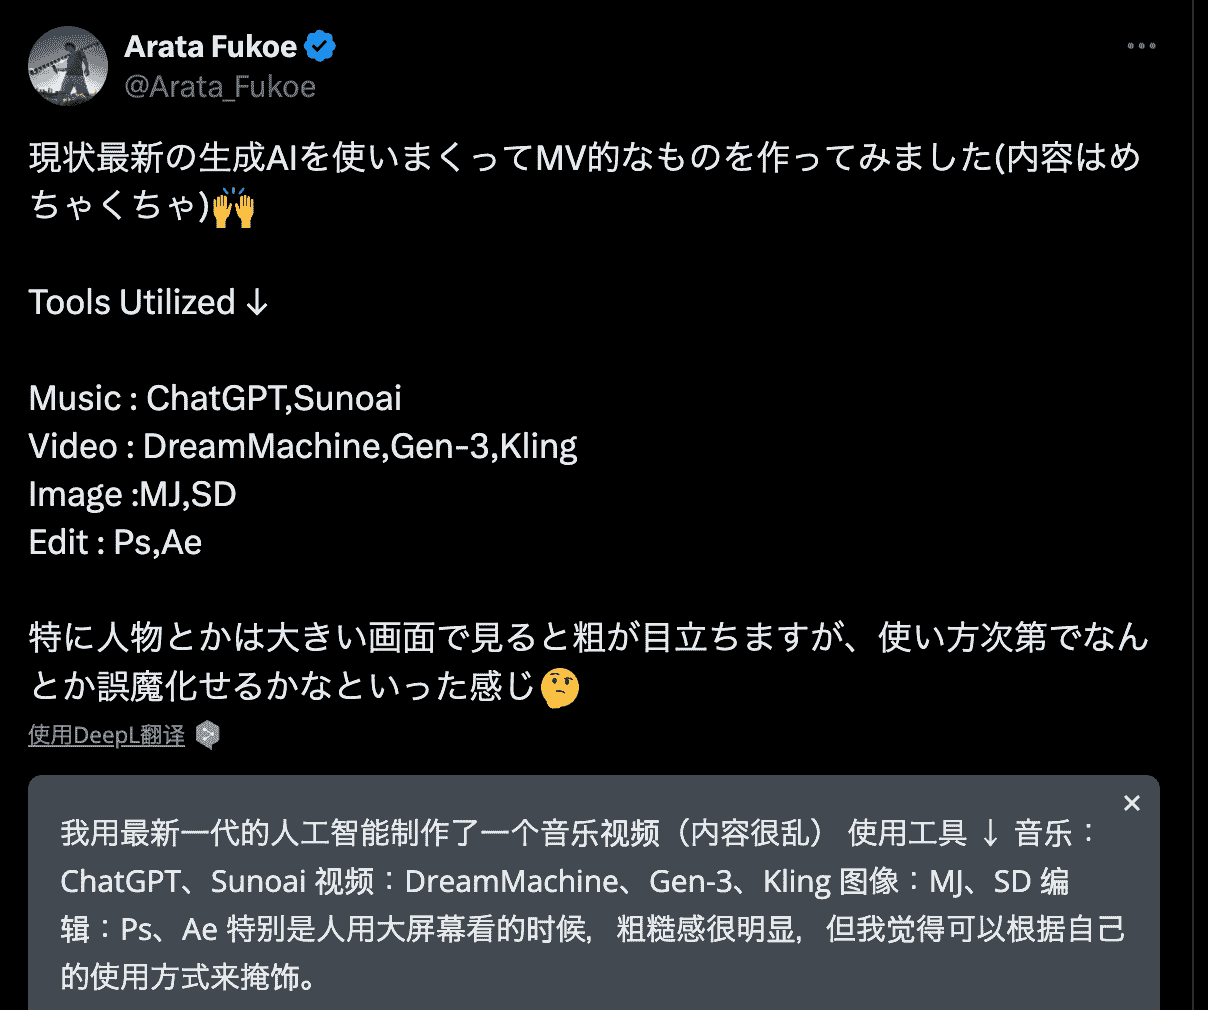 Arata Fukoe
@Arata_Fukoe
現状最新の生成AIを使いまくってMV的なものを作ってみました(内容はめ
ちゃくちゃ)🙌
Tools Utilized ↓
Music : ChatGPT,Sunoai
Video : DreamMachine,Gen-3,Kling
Image :MJ,SD
Edit : Ps,Ae
特に人物とかは大きい画面で見ると粗が目立ちますが、使い方次第でなん
とか誤魔化せるかなといった感じ🤔
使用DeepL翻译
我用最新一代的人工智能制作了一个音乐视频（内容很乱） 使用工具 ↓ 音乐：
ChatGPT、Sunoai 视频：DreamMachine、Gen-3、Kling 图像：MJ、SD 编
辑：Ps、Ae 特别是人用大屏幕看的时候，粗糙感很明显，但我觉得可以根据自己
的使用方式来掩饰。